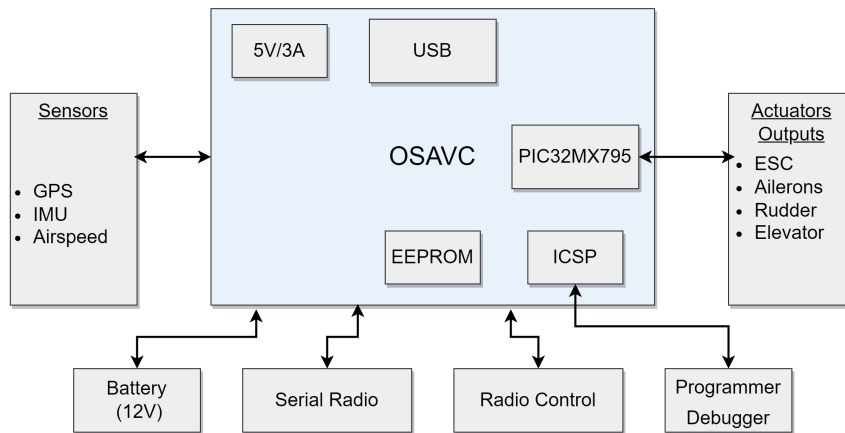 5V/3A
USB
Sensors
• GPS
• IMU
• Airspeed
OSAVC
PIC32MX795
Actuators
Outputs
• ESC
• Ailerons
• Rudder
• Elevator
EEPROM
ICSP
Battery
(12V)
Serial Radio
Radio Control
Programmer
Debugger